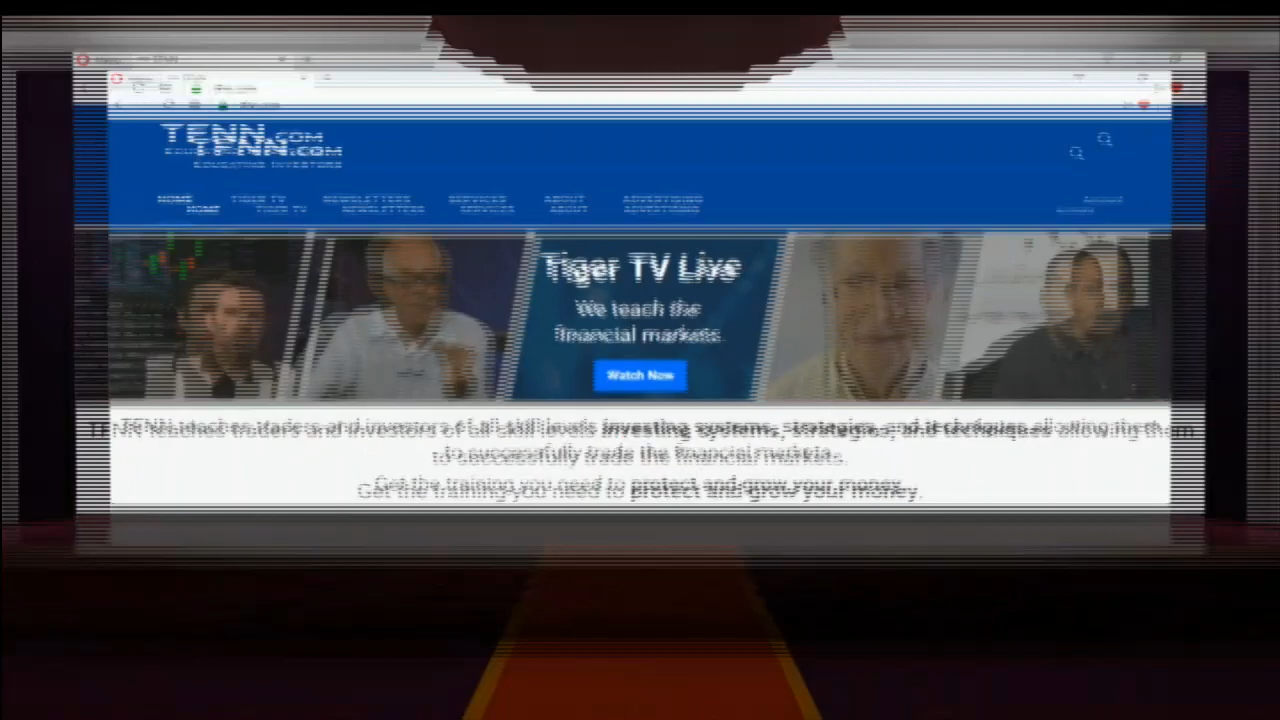 TENN.COM
EDUCATING INVESTORS
HOME TIGER TV NEWSLETTERS SERVICES ABOUT ADVERTISING
Tiger TV Live
We teach the
financial markets.
Watch Now
TENN teaches traders and investors of all skill levels investing systems, strategies, and techniques allowing them
to successfully trade the financial markets.
Get the training you need to protect and grow your money.